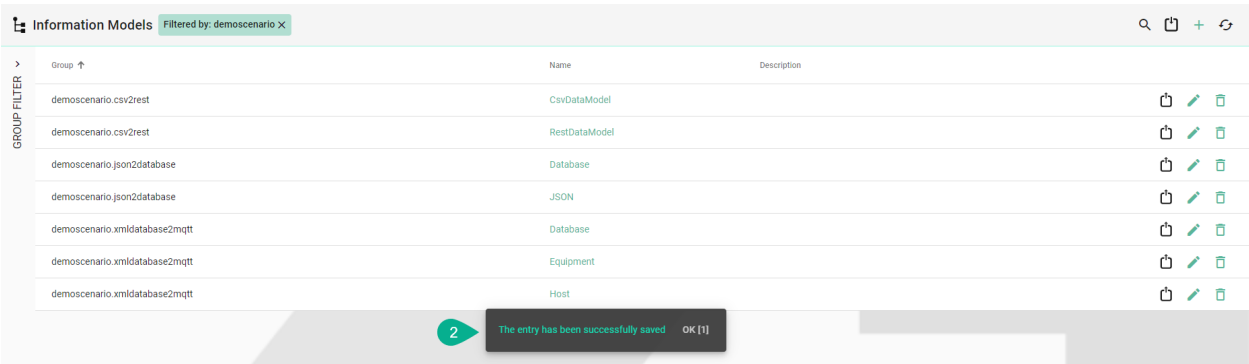 Information Models Filtered by: demoscenario ×
GROUP FILTER
Group ↑ Name Description
demoscenario.csv2rest CsvDataModel
demoscenario.csv2rest RestDataModel
demoscenario.json2database Database
demoscenario.json2database JSON
demoscenario.xmldatabase2mqtt Database
demoscenario.xmldatabase2mqtt Equipment
demoscenario.xmldatabase2mqtt Host
2 The entry has been successfully saved OK [1]